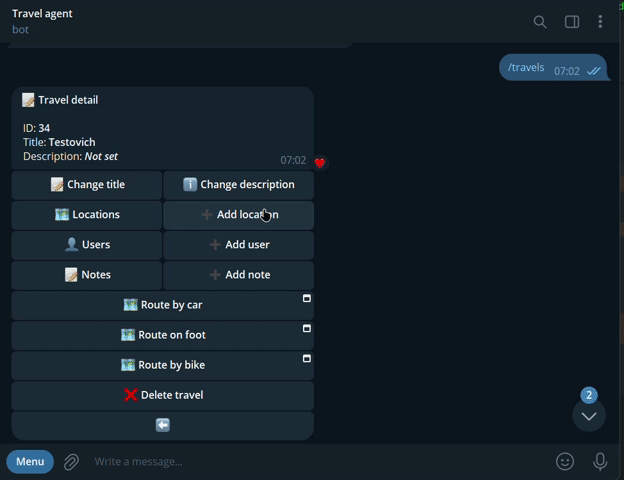 Travel agent
bot
/travels 07:02
Travel detail
ID: 34
Title: Testovich
Description: Not set
07:02
Change title
Change description
Locations
Add location
Users
Add user
Notes
Add note
Route by car
Route on foot
Route by bike
Delete travel
2
Menu
Write a message...